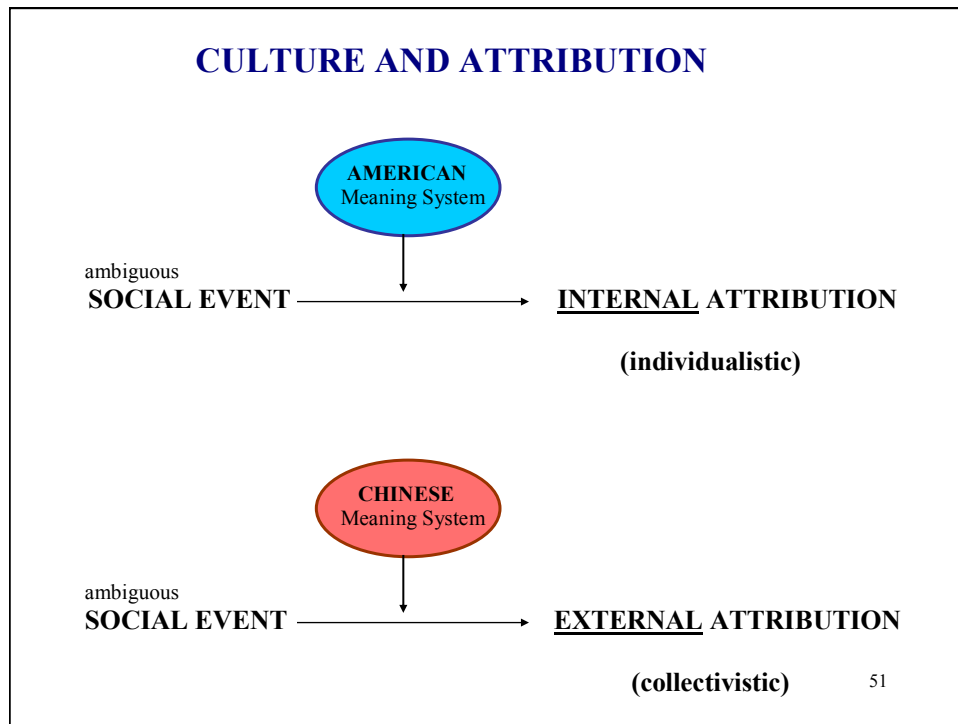 CULTURE AND ATTRIBUTION
AMERICAN
Meaning System
ambiguous
SOCIAL EVENT
INTERNAL ATTRIBUTION
(individualistic)
CHINESE
Meaning System
ambiguous
SOCIAL EVENT
EXTERNAL ATTRIBUTION
(collectivistic)
51